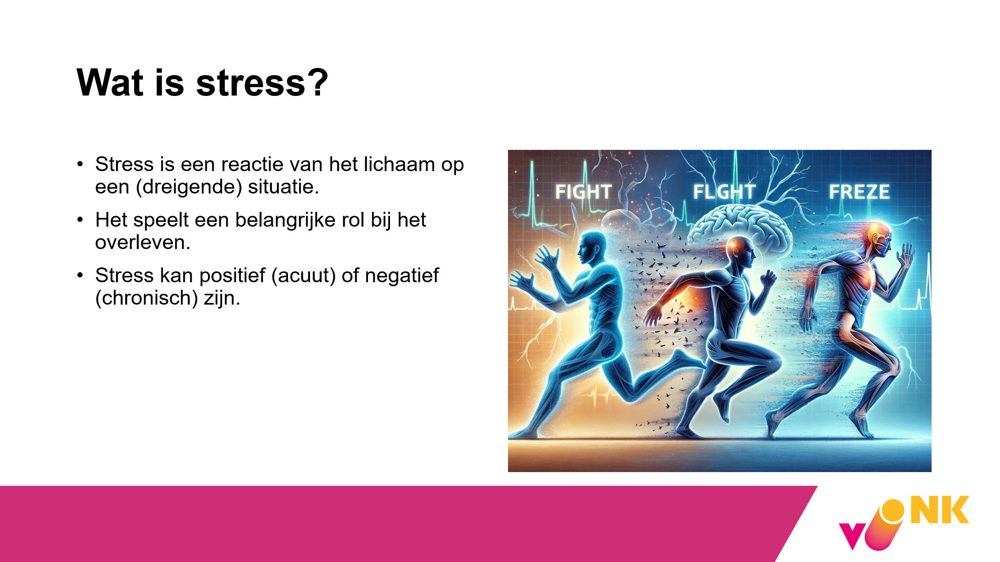 Wat is stress?
• Stress is een reactie van het lichaam op
een (dreigende) situatie.
• Het speelt een belangrijke rol bij het
overleven.
• Stress kan positief (acuut) of negatief
(chronisch) zijn.
FIGHT
FLGHT
FREZE
VONK